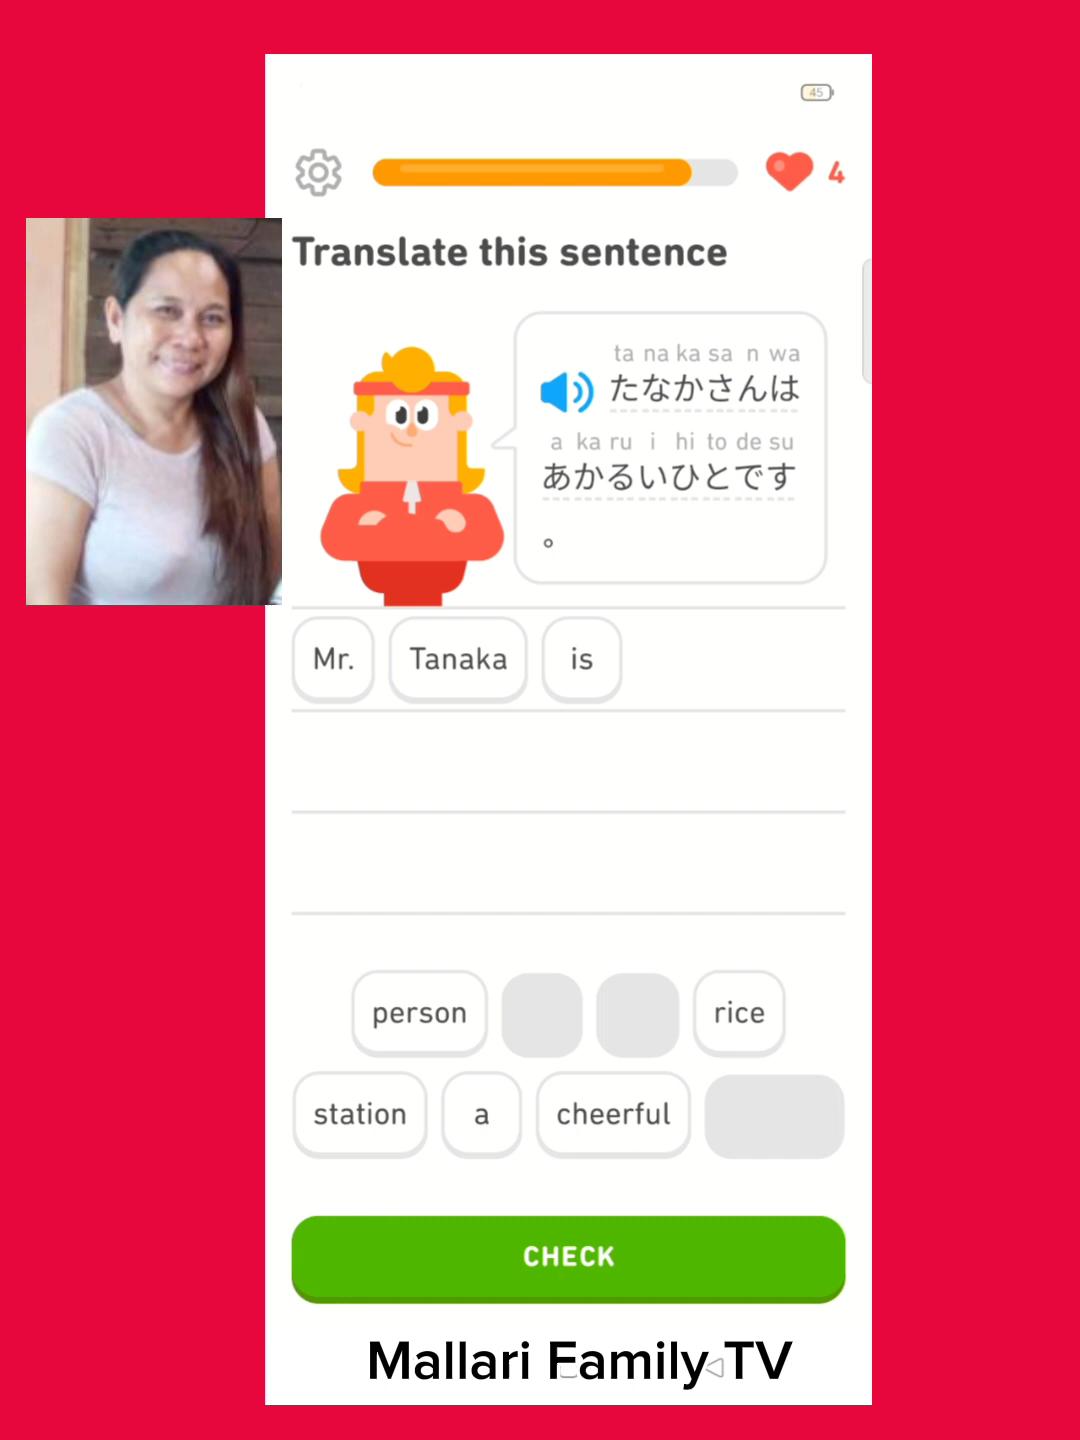 45
4
Translate this sentence
ta na ka sa n wa
たなかさんは
a ka ru i hi to de su
あかるいひとです
。
Mr. Tanaka is
person rice
station a cheerful
CHECK
Mallari Family TV